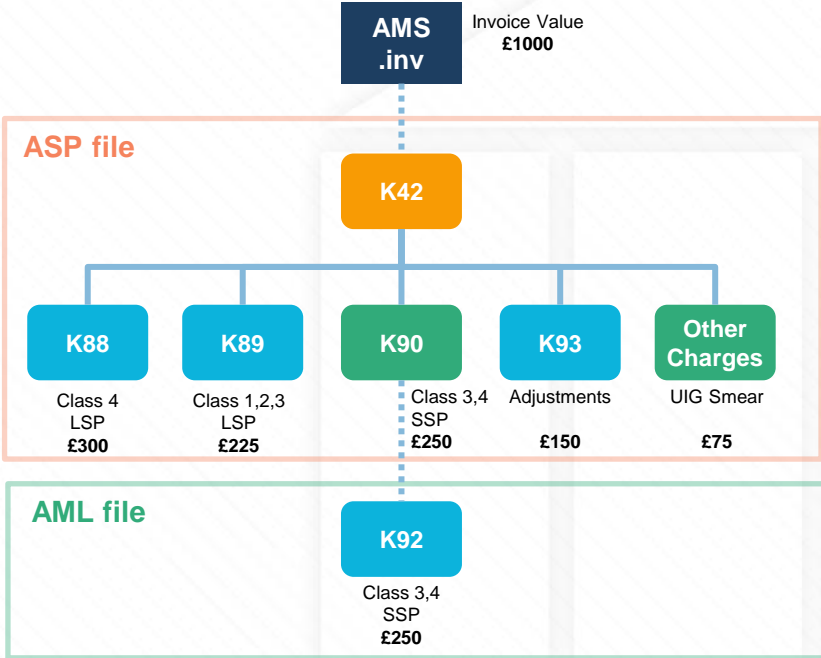 AMS
.inv
Invoice Value
£1000
ASP file
K42
K88
K89
K90
K93
Other
Charges
Class 4
LSP
£300
Class 1,2,3
LSP
£225
Class 3,4
SSP
£250
Adjustments
£150
UIG Smear
£75
AML file
K92
Class 3,4
SSP
£250